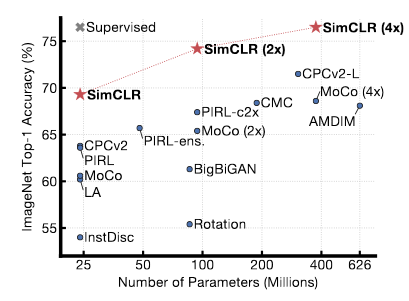 Supervised
SimCLR (4x)
75
SimCLR (2x)
CPCv2-L
SimCLR
MoCo (4x)
70
CMC
PIRL-c2x
AMDIM
MoCo (2x)
65
PIRL-ens.
CPCv2
PIRL
BigBiGAN
60
MoCo
LA
55
Rotation
InstDisc
25
50
100
200
400
626
Number of Parameters (Millions)
ImageNet Top-1 Accuracy (%)